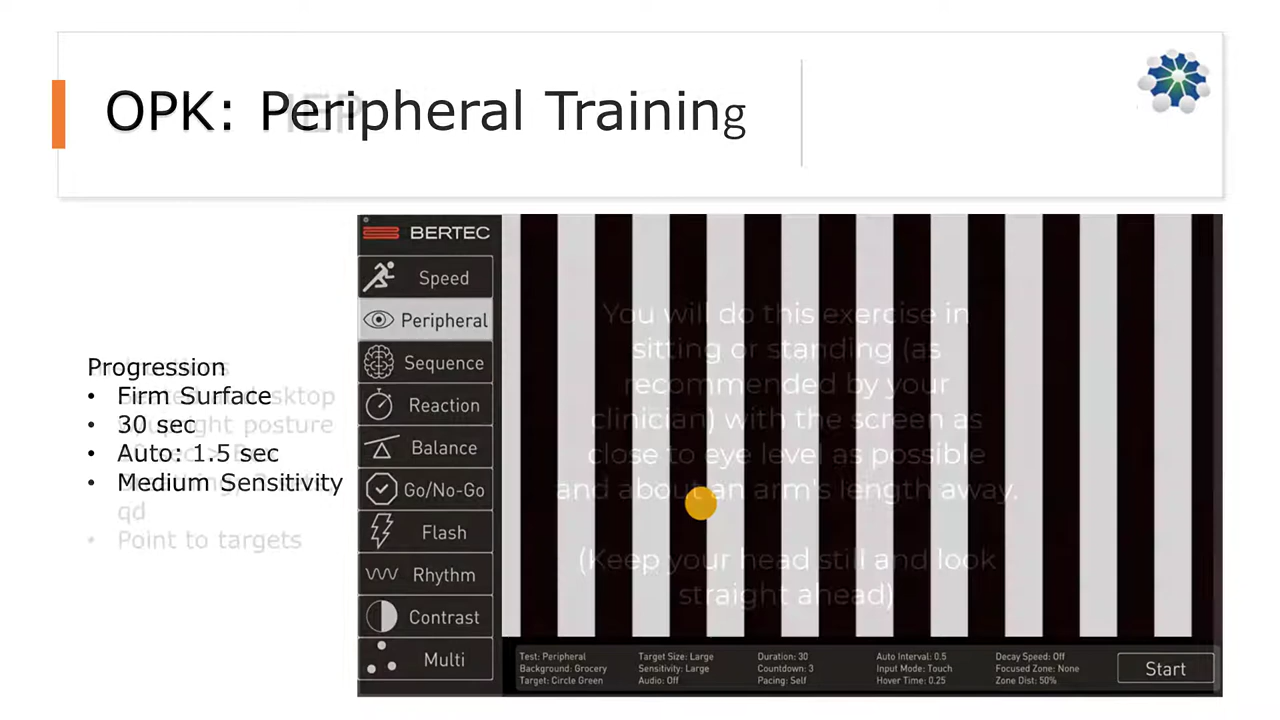 OPK: Peripheral Training
HEP
Progression
• Firm Surface
• 30 sec
• Auto: 1.5 sec
• Medium Sensitivity
desktop
upright posture
qd
• Point to targets
BERTEC
Speed
Peripheral
Sequence
Reaction
Balance
Go/No-Go
Flash
Rhythm
Contrast
Multi
You will do this exercise in
sitting or standing (as
recommended by your
clinician) with the screen as
close to eye level as possible
and about an arm's length away.
(Keep your head still and look
straight ahead)
Test: Peripheral
Background: Grocery
Target: Circle Green
Target Size: Large
Sensitivity: Large
Audio: Off
Duration: 30
Countdown: 3
Pacing: Self
Auto Interval: 0.5
Input Mode: Touch
Hover Time: 0.25
Decay Speed: Off
Focused Zone: None
Zone Dist: 50%
Start